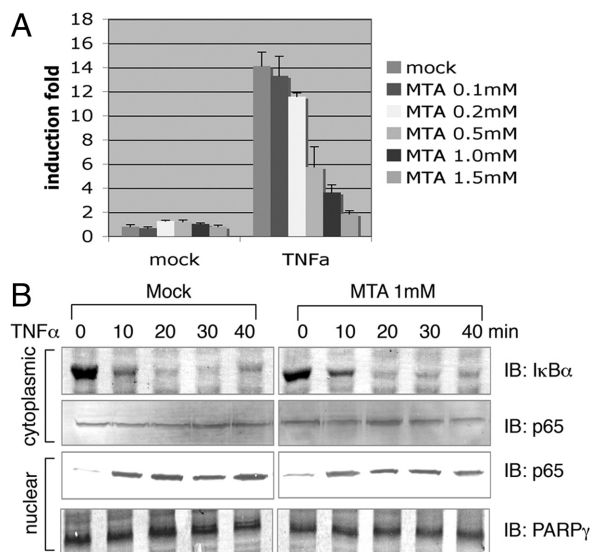 A
induction fold
18
16
14
12
10
8
6
4
2
0
mock
TNFa
mock
MTA 0.1mM
MTA 0.2mM
MTA 0.5mM
MTA 1.0mM
MTA 1.5mM
B
Mock
MTA 1mM
TNFα 0 10 20 30 40 0 10 20 30 40 min
cytoplasmic
IB: IκBα
IB: p65
nuclear
IB: p65
IB: PARPγ